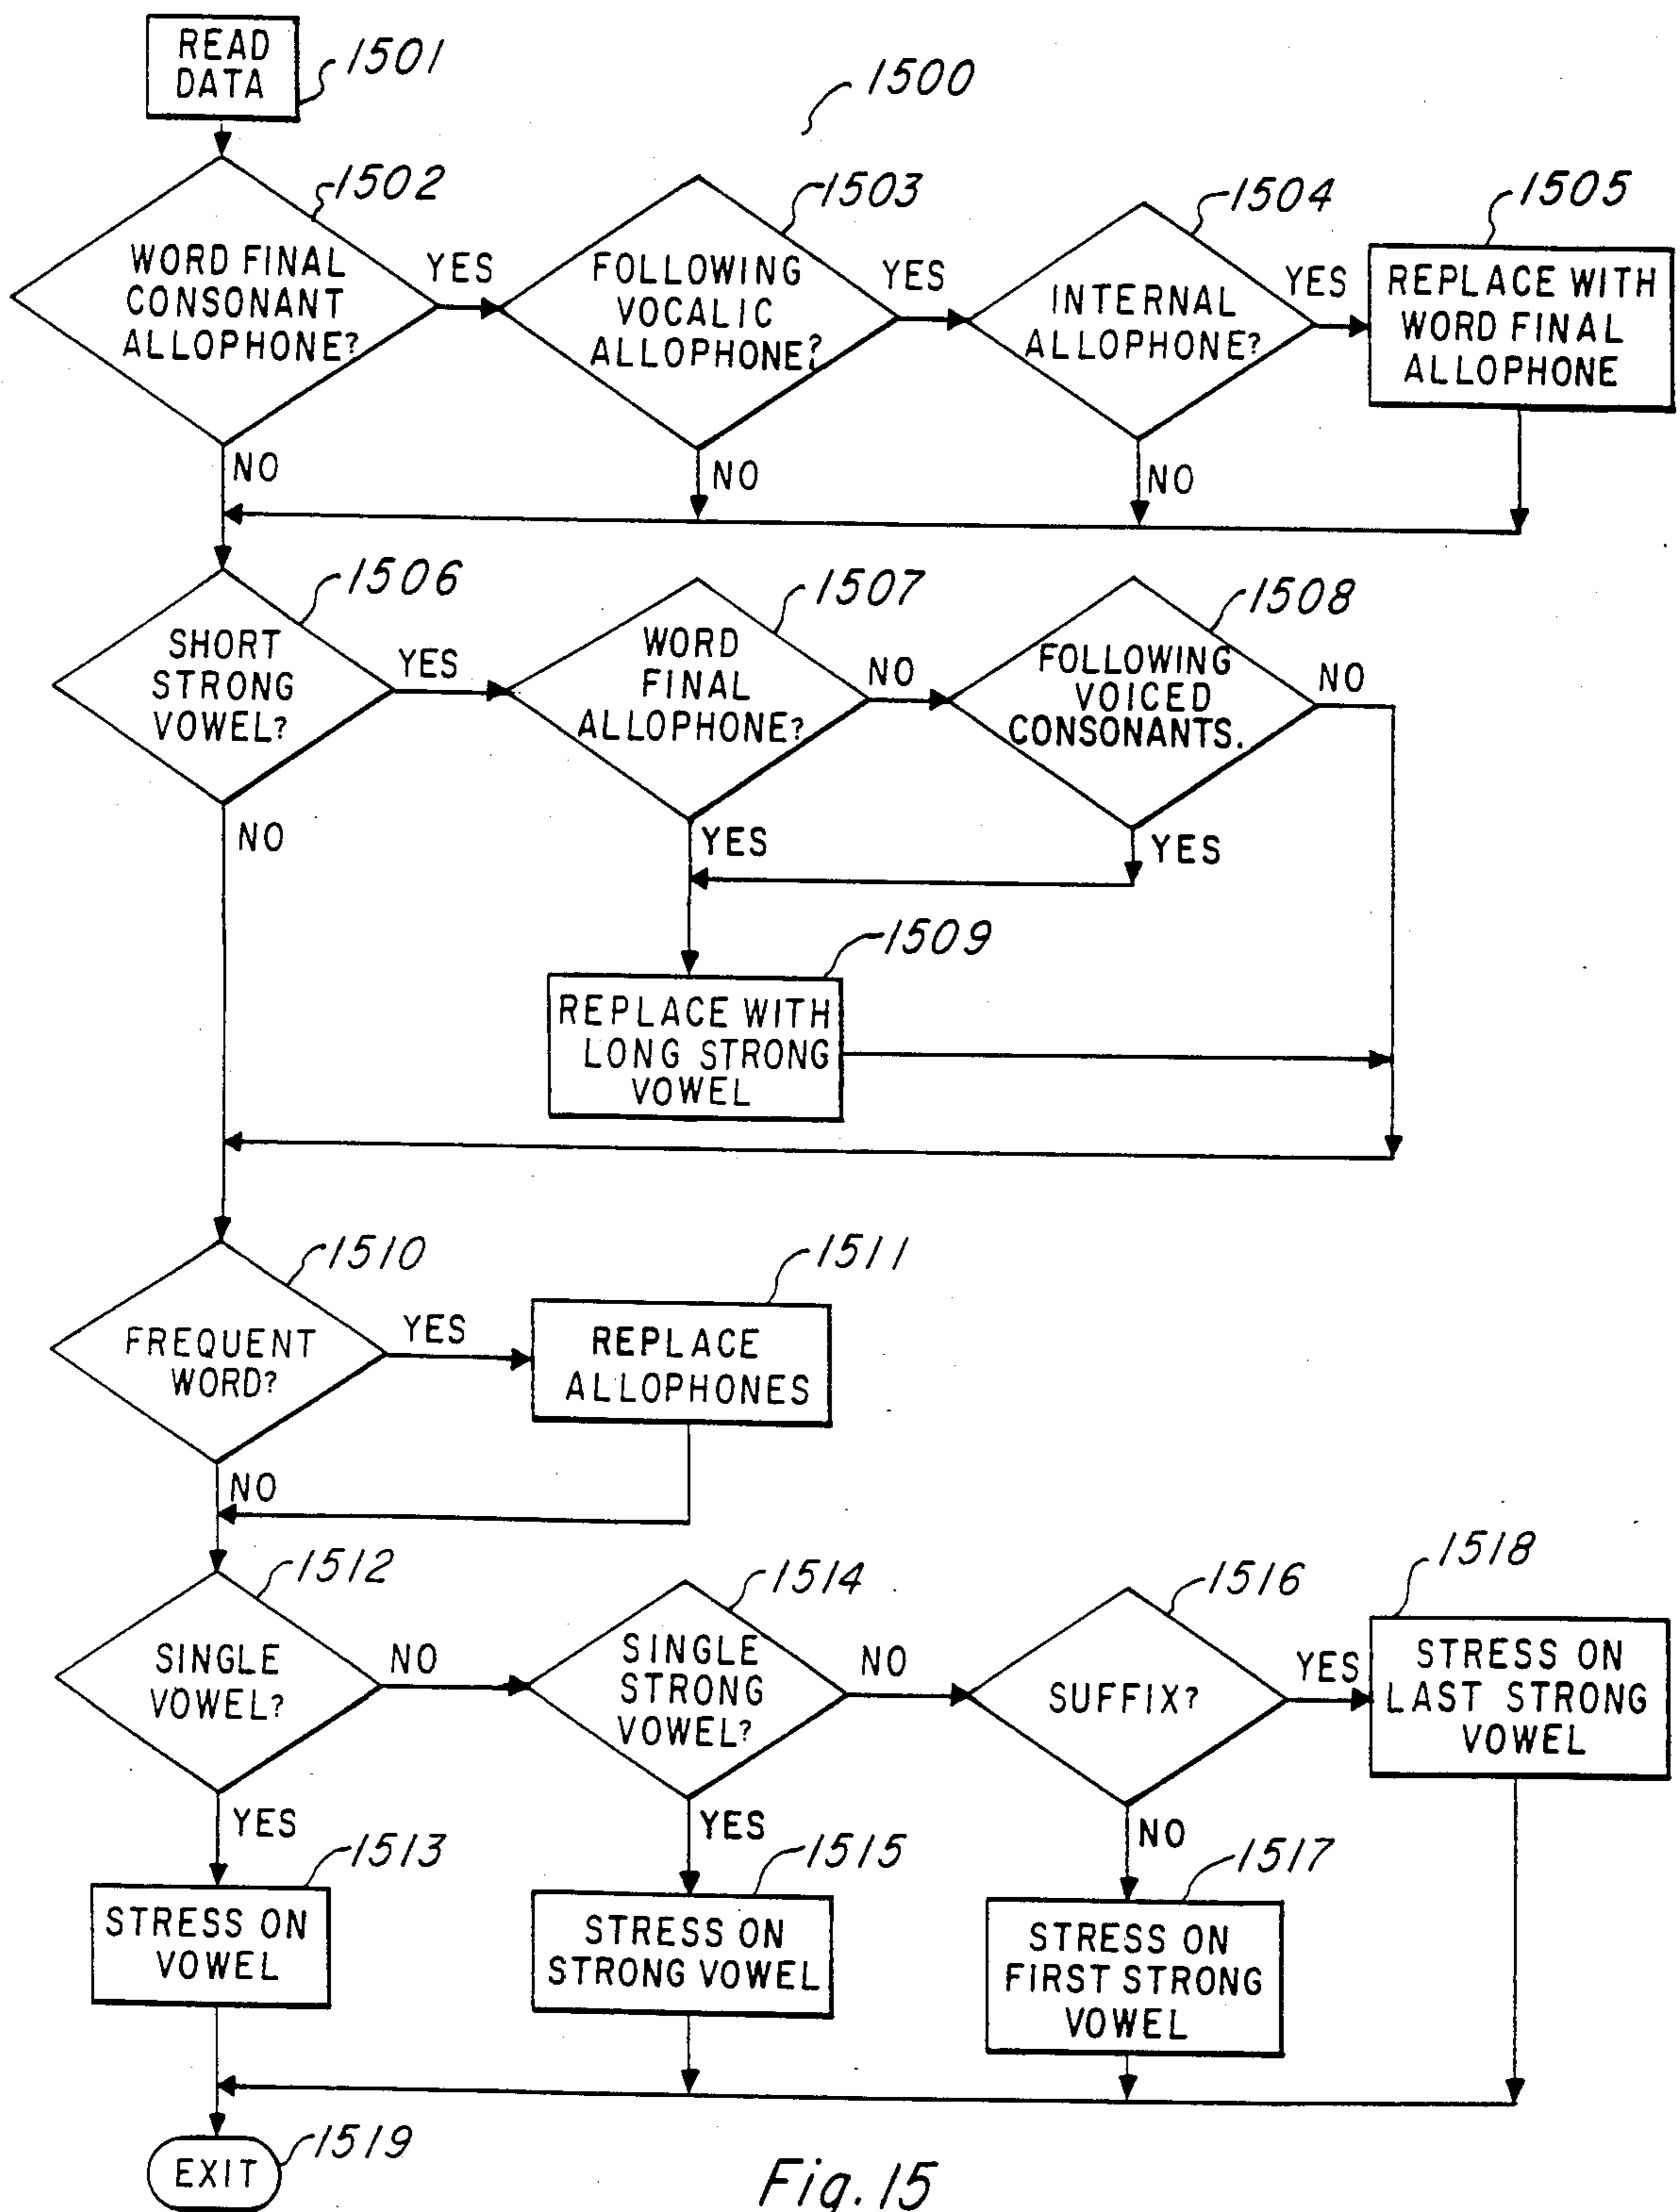 READ
DATA
1501
1500
1502
WORD FINAL
CONSONANT
ALLOPHONE?
YES
NO
1503
FOLLOWING
VOCALIC
ALLOPHONE?
YES
NO
1504
INTERNAL
ALLOPHONE?
YES
NO
1505
REPLACE WITH
WORD FINAL
ALLOPHONE
1506
SHORT
STRONG
VOWEL?
YES
NO
1507
WORD
FINAL
ALLOPHONE?
NO
YES
1508
FOLLOWING
VOICED
CONSONANTS.
NO
YES
1509
REPLACE WITH
LONG STRONG
VOWEL
1510
FREQUENT
WORD?
YES
NO
1511
REPLACE
ALLOPHONES
1512
SINGLE
VOWEL?
NO
YES
1514
SINGLE
STRONG
VOWEL?
NO
YES
1516
SUFFIX?
YES
NO
1518
STRESS ON
LAST STRONG
VOWEL
1513
STRESS ON
VOWEL
1515
STRESS ON
STRONG VOWEL
1517
STRESS ON
FIRST STRONG
VOWEL
1519
EXIT
Fig. 15